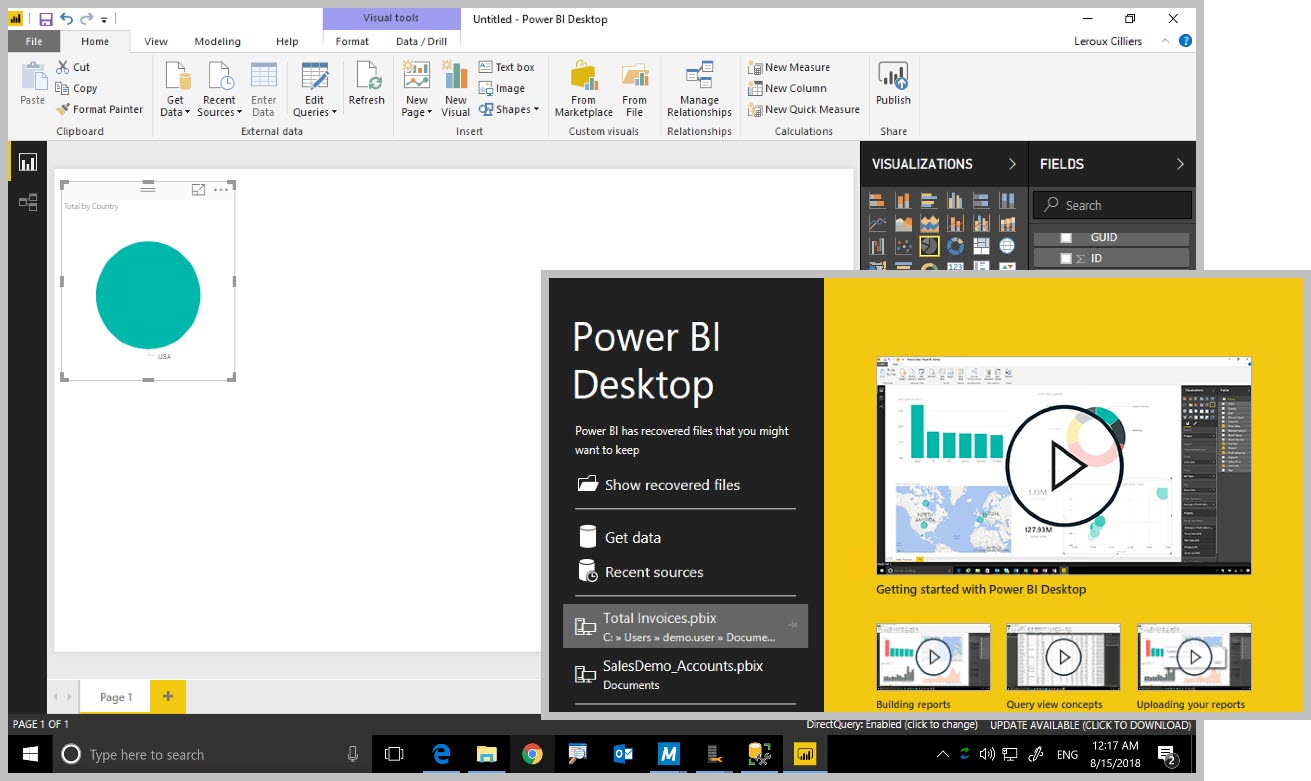 Visual tools
Untitled - Power BI Desktop
File
Home
View
Modeling
Help
Format
Data / Drill
Leroux Cilliers
Paste
Cut
Copy
Format Painter
Clipboard
Get
Data
Recent
Sources
Enter
Data
Edit
Queries
External data
Refresh
New
Page
New
Visual
Text box
Image
Shapes
Insert
From
Marketplace
From
File
Custom visuals
Manage
Relationships
Relationships
New Measure
New Column
New Quick Measure
Calculations
Publish
Share
VISUALIZATIONS
FIELDS
Search
GUID
ID
Total by Country
USA
Power BI
Desktop
Power BI has recovered files that you might
want to keep
Show recovered files
Get data
Recent sources
Total Invoices.pbix
C: » Users » demo.user » Docume...
SalesDemo_Accounts.pbix
Documents
NORTH
AMERICA
1.13M
127.93M
Getting started with Power BI Desktop
Building reports
Query view concepts
Uploading your reports
Page 1
PAGE 1 OF 1
DirectQuery: Enabled (click to change)
UPDATE AVAILABLE (CLICK TO DOWNLOAD)
Type here to search
ENG
12:17 AM
8/15/2018
2